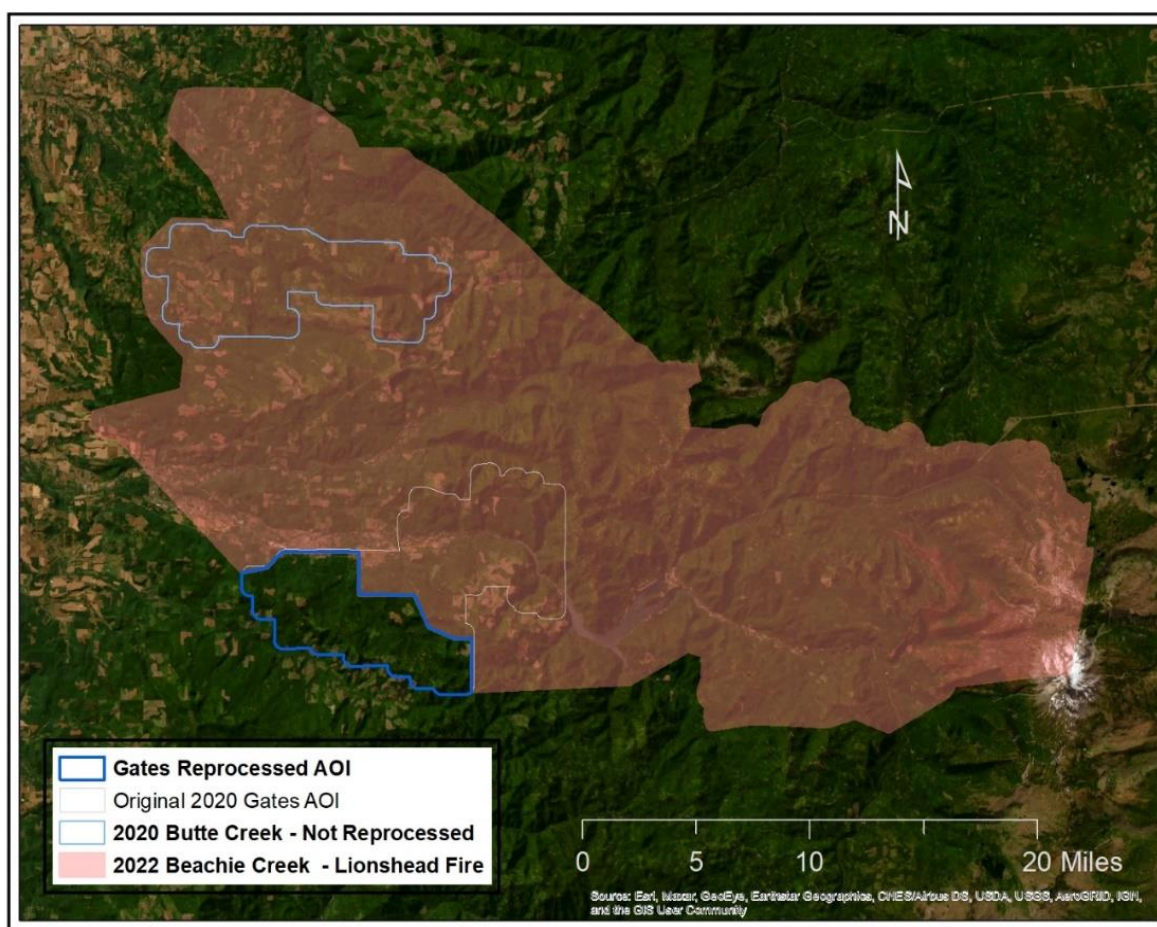 N
Gates Reprocessed AOI
Original 2020 Gates AOI
2020 Butte Creek - Not Reprocessed
2022 Beachie Creek - Lionshead Fire
0 5 10 20 Miles
Source: Esri, Maxar, GeoEye, Earthstar Geographics, CNES/Airbus DS, USDA, USGS, AeroGRID, IGN,
and the GIS User Community